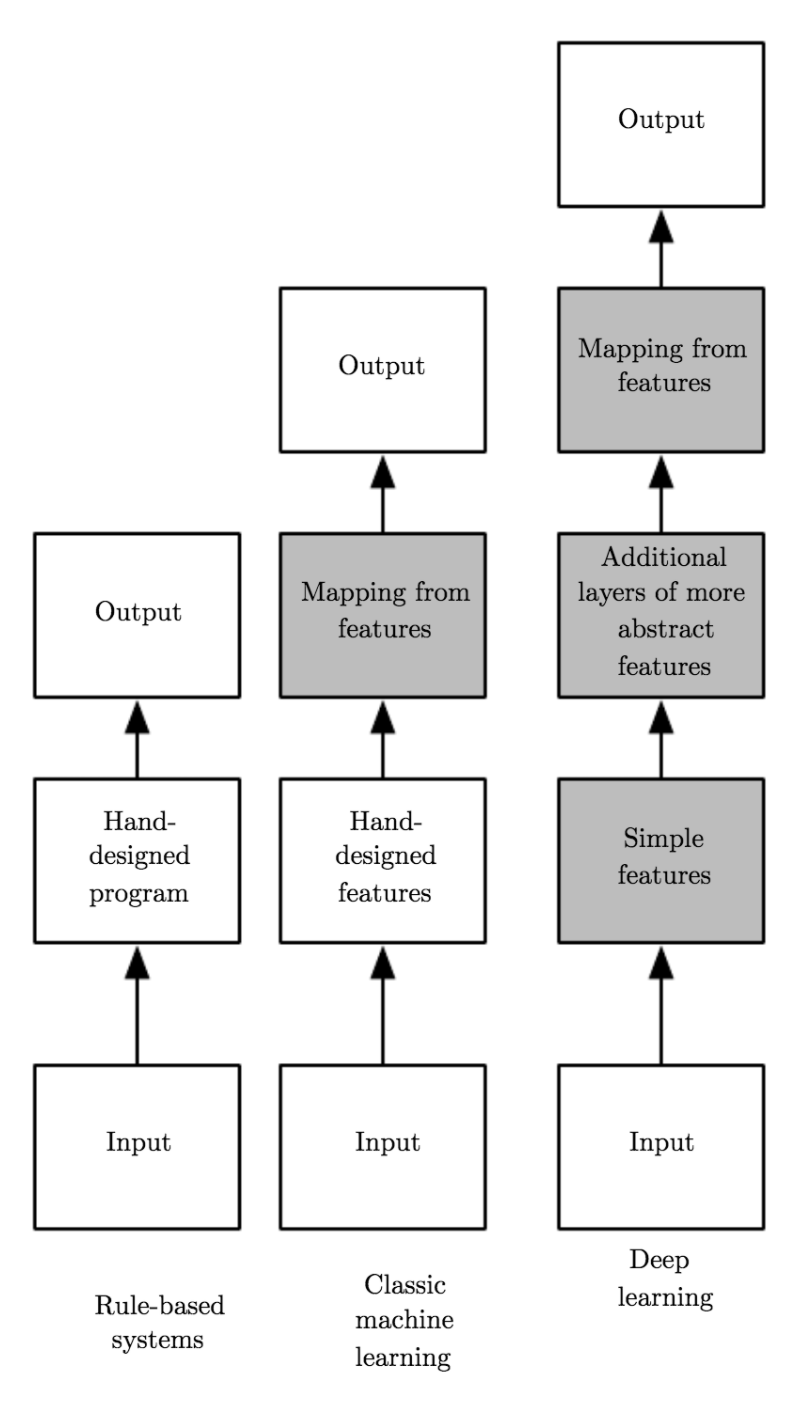 Output
Mapping from
features
Additional
layers of more
abstract
features
Simple
features
Input
Deep
learning
Output
Mapping from
features
Hand-
designed
features
Input
Classic
machine
learning
Output
Hand-
designed
program
Input
Rule-based
systems